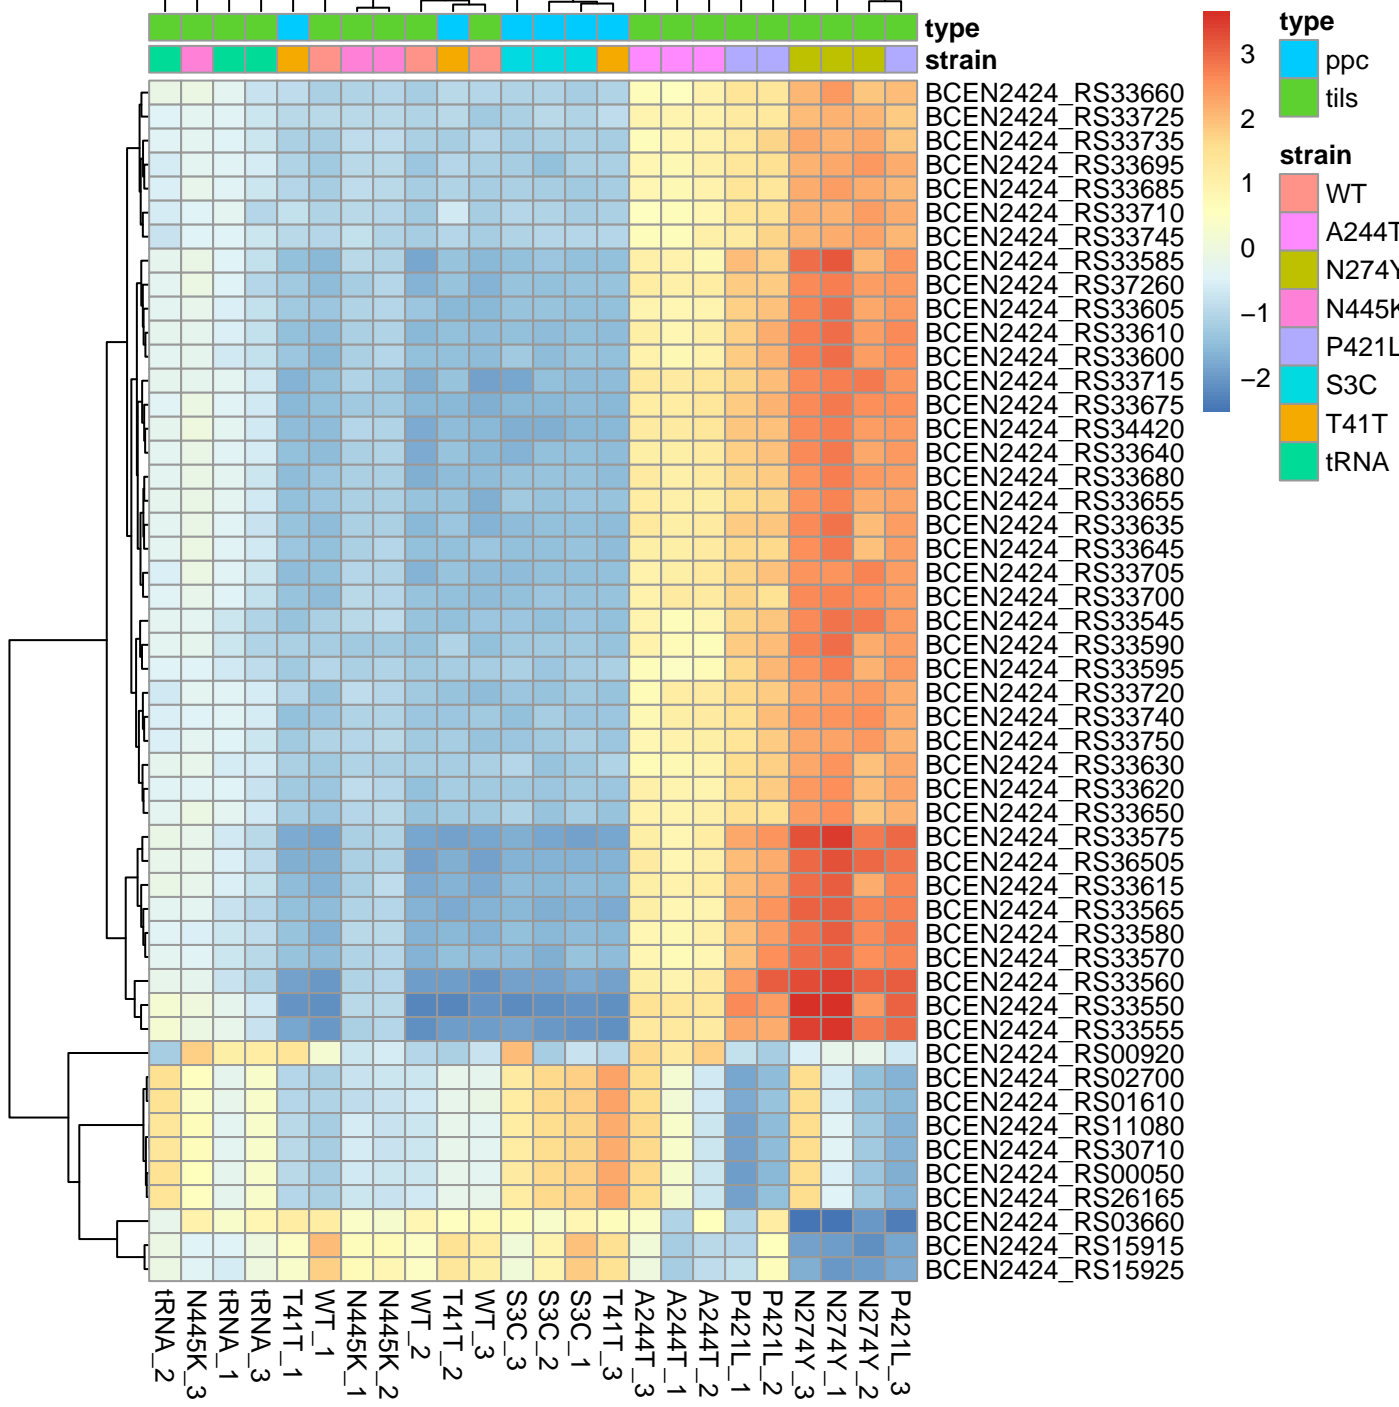 type
strain
BCEN2424_RS33660
BCEN2424_RS33725
BCEN2424_RS33735
BCEN2424_RS33695
BCEN2424_RS33685
BCEN2424_RS33710
BCEN2424_RS33745
BCEN2424_RS33585
BCEN2424_RS37260
BCEN2424_RS33605
BCEN2424_RS33610
BCEN2424_RS33600
BCEN2424_RS33715
BCEN2424_RS33675
BCEN2424_RS34420
BCEN2424_RS33640
BCEN2424_RS33680
BCEN2424_RS33655
BCEN2424_RS33635
BCEN2424_RS33645
BCEN2424_RS33705
BCEN2424_RS33700
BCEN2424_RS33545
BCEN2424_RS33590
BCEN2424_RS33595
BCEN2424_RS33720
BCEN2424_RS33740
BCEN2424_RS33750
BCEN2424_RS33630
BCEN2424_RS33620
BCEN2424_RS33650
BCEN2424_RS33575
BCEN2424_RS36505
BCEN2424_RS33615
BCEN2424_RS33565
BCEN2424_RS33580
BCEN2424_RS33570
BCEN2424_RS33560
BCEN2424_RS33550
BCEN2424_RS33555
BCEN2424_RS00920
BCEN2424_RS02700
BCEN2424_RS01610
BCEN2424_RS11080
BCEN2424_RS30710
BCEN2424_RS00050
BCEN2424_RS26165
BCEN2424_RS03660
BCEN2424_RS15915
BCEN2424_RS15925
tRNA_2
N445K_3
tRNA_1
tRNA_3
T41T_1
WT_1
N445K_1
N445K_2
WT_2
T41T_2
WT_3
S3C_3
S3C_2
S3C_1
T41T_3
A244T_3
A244T_1
A244T_2
P421L_1
P421L_2
N274Y_3
N274Y_1
N274Y_2
P421L_3
3
2
1
0
−1
−2
type
ppc
tils
strain
WT
A244T
N274Y
N445K
P421L
S3C
T41T
tRNA